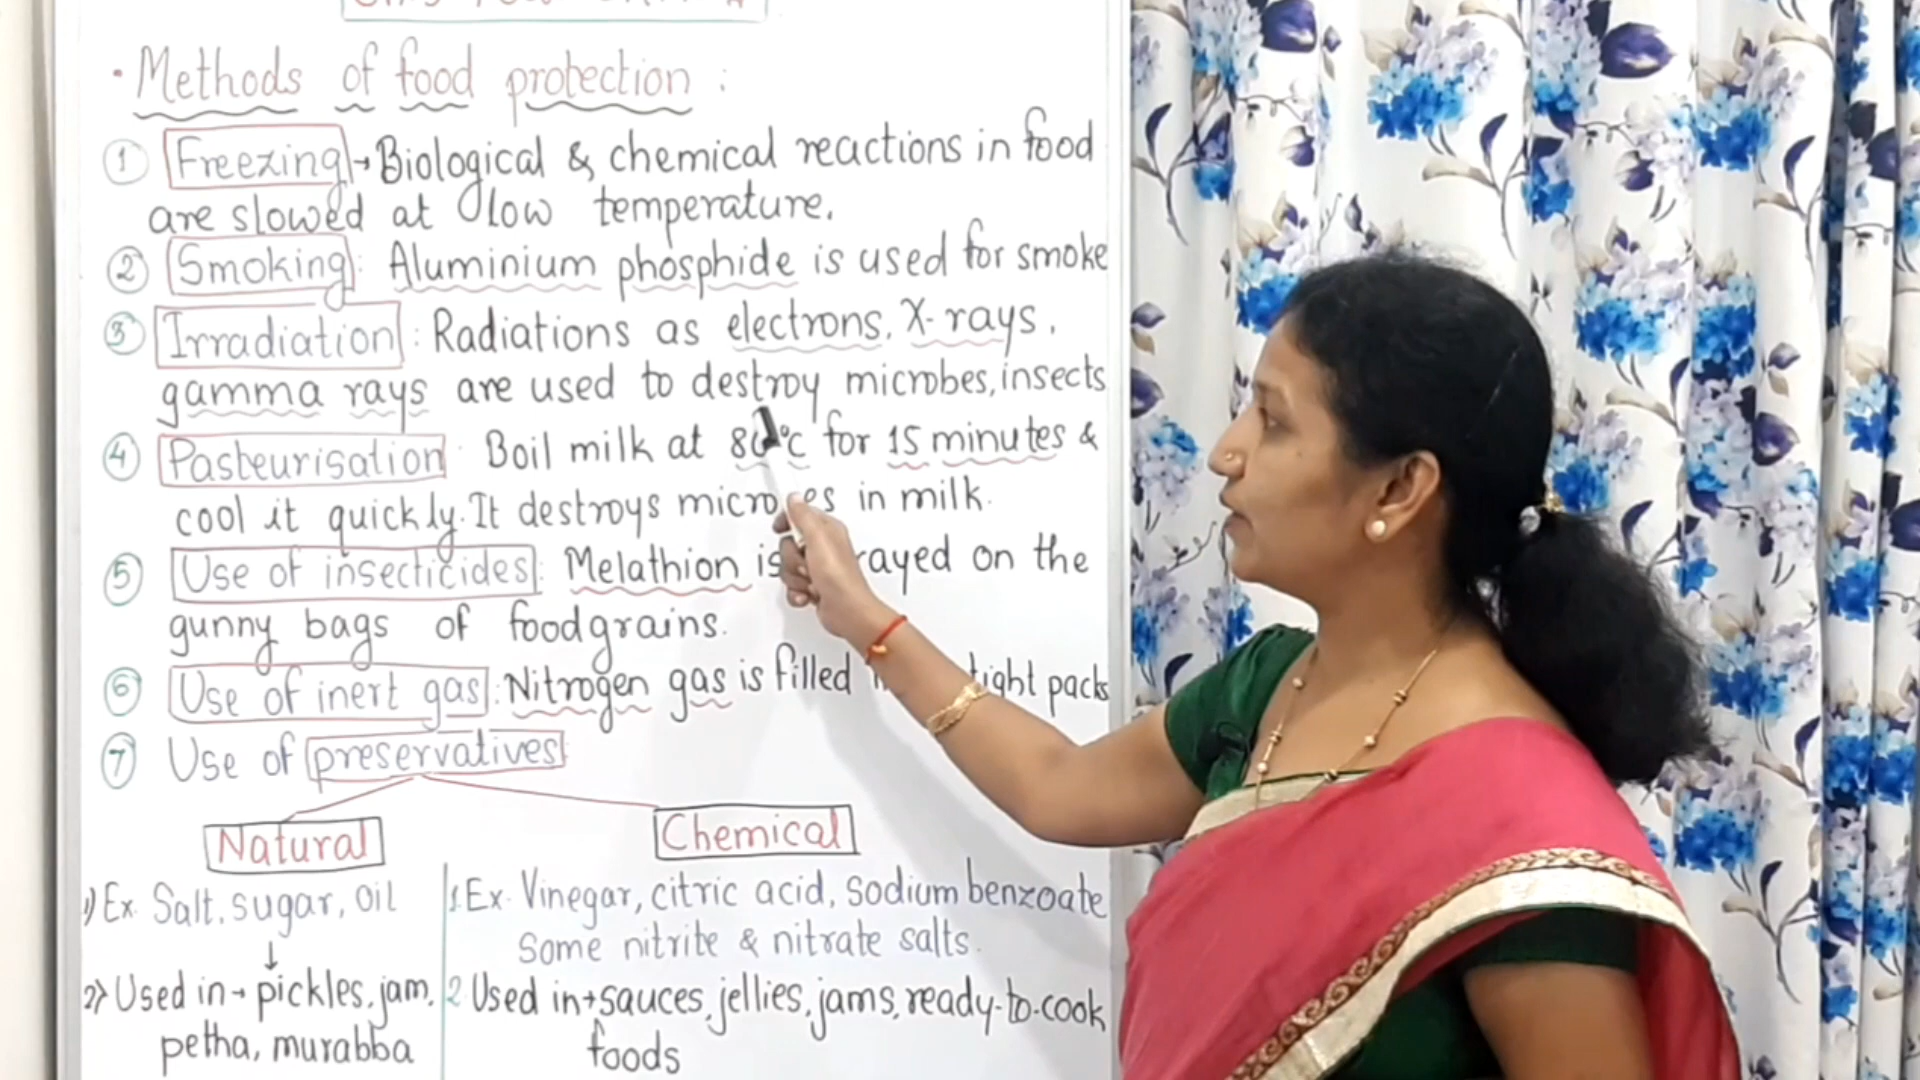 · Methods of food protection :
1 Freezing → Biological & chemical reactions in food
are slowed at low temperature.
2 Smoking : Aluminium phosphide is used for smoke
3 Irradiation : Radiations as electrons, X-rays,
gamma rays are used to destroy microbes, insects
4 Pasteurisation : Boil milk at °c for 15 minutes &
cool it quickly. It destroys in milk.
5 Use of insecticides : Melathion is on the
gunny bags of foodgrains.
6 Use of inert gas : Nitrogen gas is filled packs
7 Use of preservatives
Natural
Chemical
1) Ex. Salt, sugar, oil
↓
2) Used in → pickles, jam,
petha, murabba
1. Ex. Vinegar, citric acid, sodium benzoate
Some nitrite & nitrate salts.
2. Used in → sauces, jellies, jams, ready-to-cook
foods